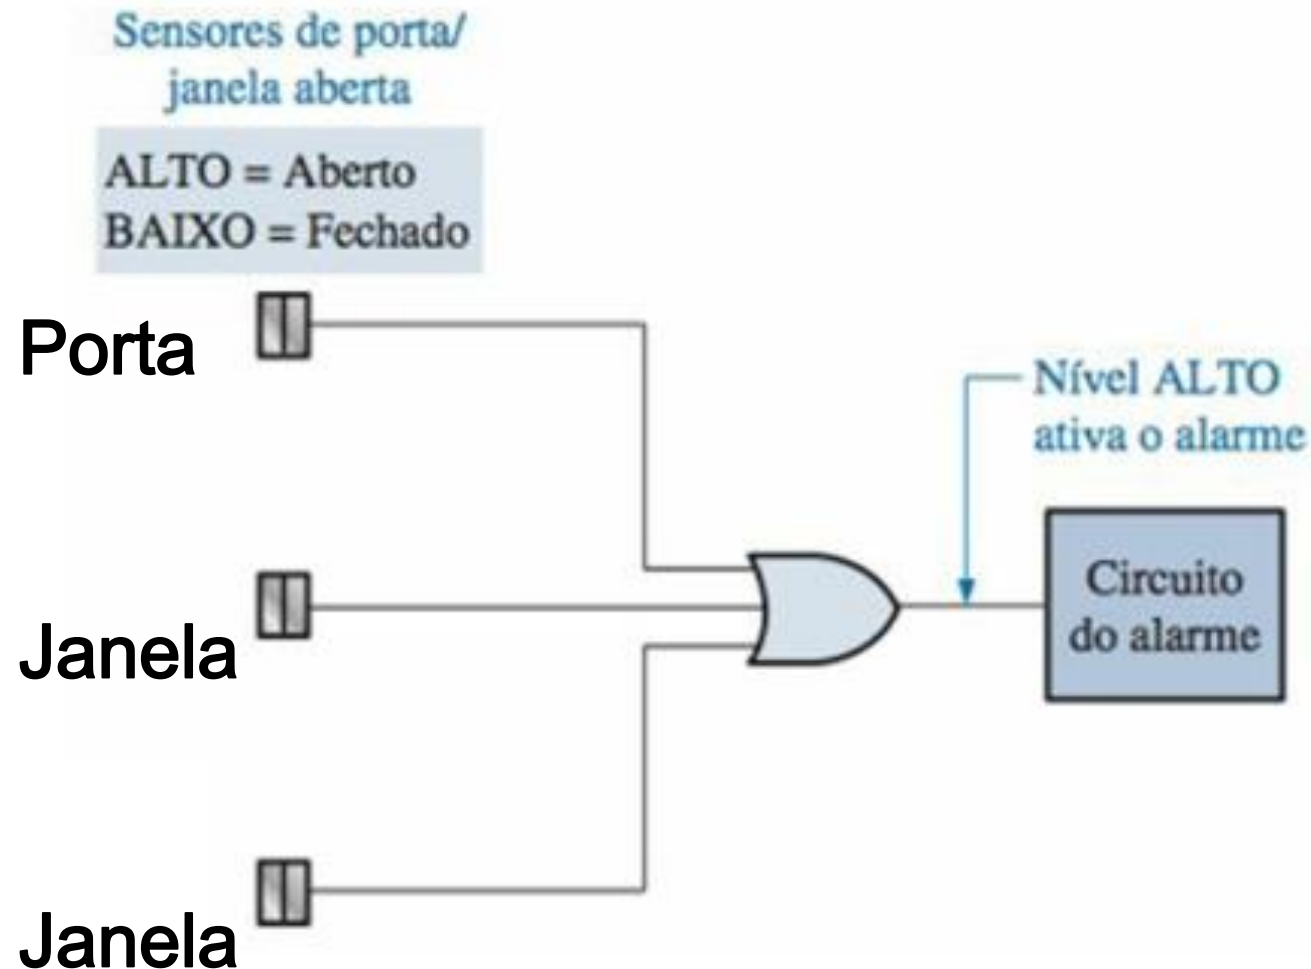 Sensores de porta/
janela aberta
ALTO = Aberto
BAIXO = Fechado
Porta
Nível ALTO
ativa o alarme
Circuito
do alarme
Janela
Janela